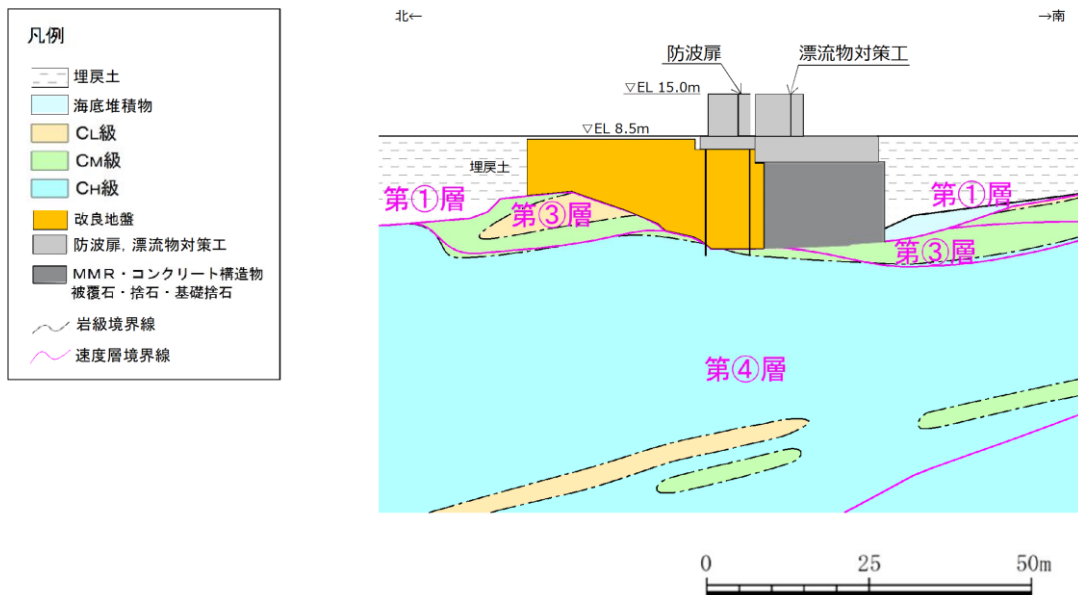 凡例
埋戻土
海底堆積物
CL級
CM級
CH級
改良地盤
防波扉,漂流物対策工
MMR・コンクリート構造物
被覆石・捨石・基礎捨石
岩級境界線
速度層境界線
北←
→南
防波扉
漂流物対策工
▽EL 15.0m
▽EL 8.5m
埋戻土
第①層
第①層
第③層
第③層
第④層
0 25 50m